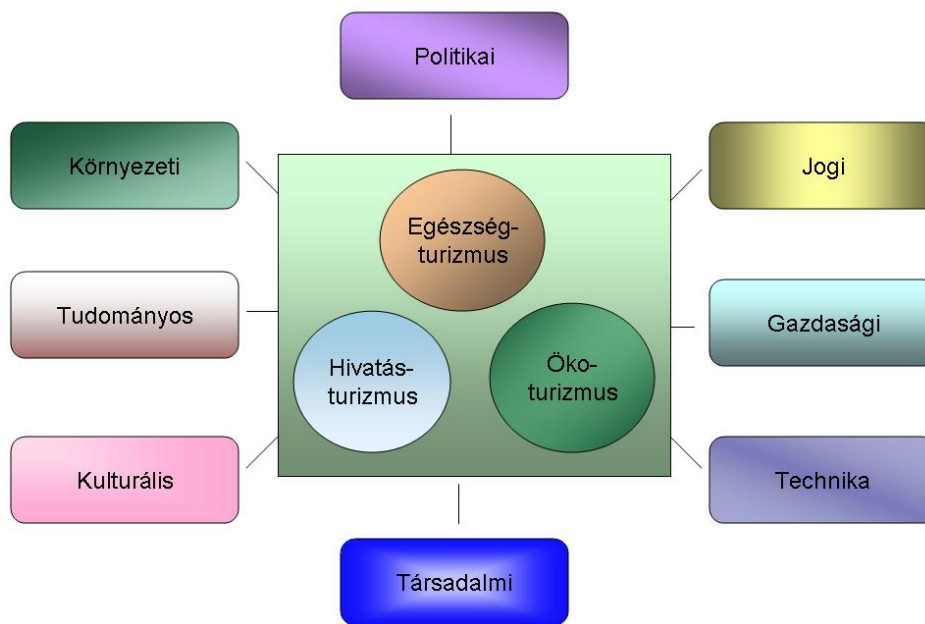 Politikai
Környezeti
Jogi
Egészség-
turizmus
Tudományos
Gazdasági
Hivatás-
turizmus
Öko-
turizmus
Kulturális
Technika
Társadalmi